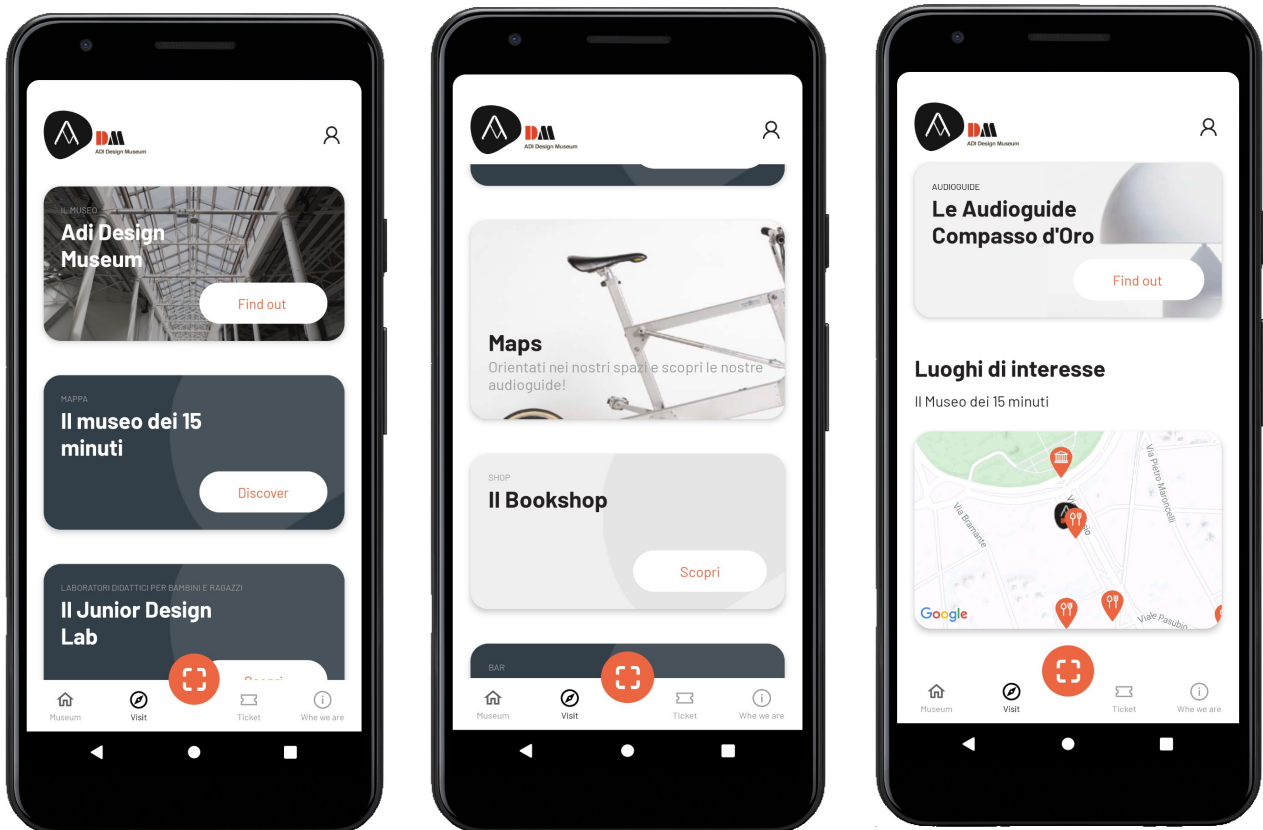 DM
ADI Design Museum
IL MUSEO
Adi Design
Museum
Find out
MAPPA
Il museo dei 15
minuti
Discover
LABORATORI DIDATTICI PER BAMBINI E RAGAZZI
Il Junior Design
Lab
Scopri
Museum
Visit
Ticket
Whe we are
DM
ADI Design Museum
Maps
Orientati nei nostri spazi e scopri le nostre
audioguide!
SHOP
Il Bookshop
Scopri
BAR
Museum
Visit
Ticket
Whe we are
DM
ADI Design Museum
AUDIOGUIDE
Le Audioguide
Compasso d'Oro
Find out
Luoghi di interesse
Il Museo dei 15 minuti
Via Pietro Maroncelli
Via Bramante
Viale Pasubio
Google
Museum
Visit
Ticket
Whe we are